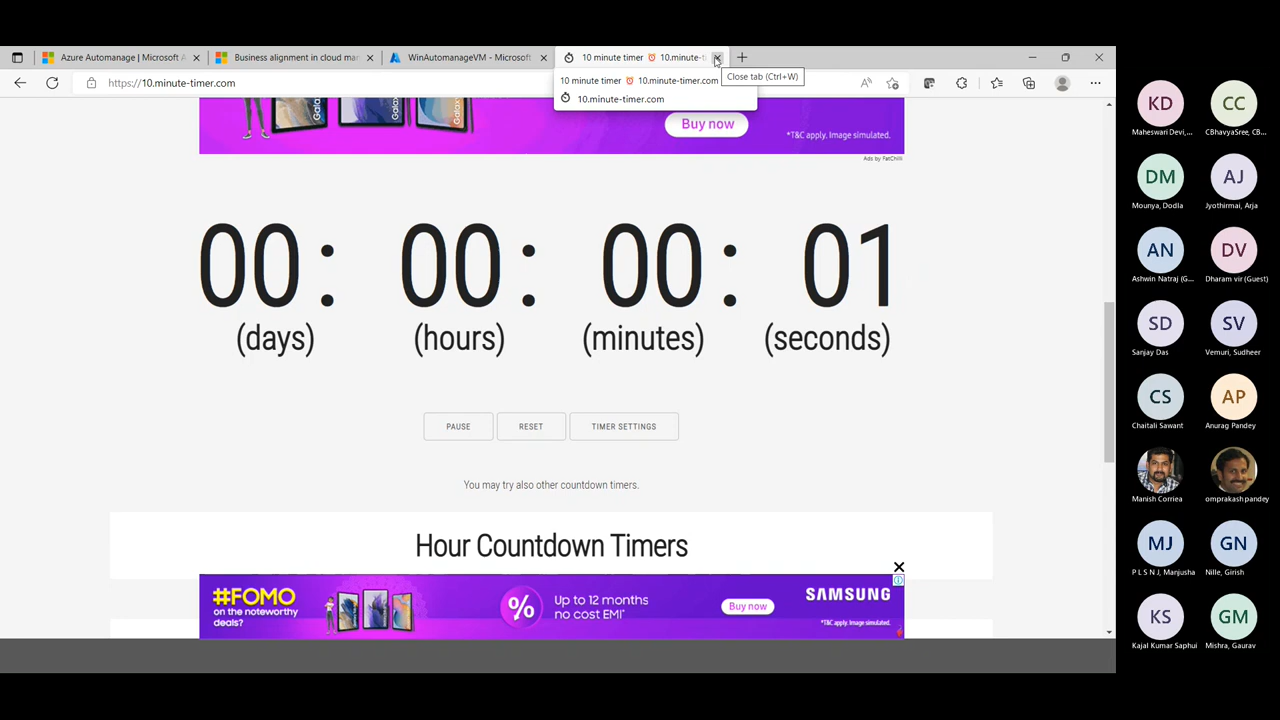 Azure Automanage | Microsoft A
Business alignment in cloud mar
WinAutomanageVM - Microsoft
10 minute timer ⏰ 10.minute-t
https://10.minute-timer.com
10 minute timer ⏰ 10.minute-timer.com
10.minute-timer.com
Close tab (Ctrl+W)
Buy now
*T&C apply. Image simulated.
Ads by FatChilli
00: 00: 00: 01
(days) (hours) (minutes) (seconds)
PAUSE RESET TIMER SETTINGS
You may try also other countdown timers.
Hour Countdown Timers
#FOMO
on the noteworthy
deals?
%
Up to 12 months
no cost EMI*
Buy now
SAMSUNG
*T&C apply. Image simulated.
KD CC
Maheswari Devi,... CBhavyaSree, CB...
DM AJ
Mounya, Dodla Jyothirmai, Arja
AN DV
Ashwin Natraj (G... Dharam vir (Guest)
SD SV
Sanjay Das Vemuri, Sudheer
CS AP
Chaitali Sawant Anurag Pandey
Manish Corriea omprakash pandey
MJ GN
P L S N J, Manjusha Nille, Girish
KS GM
Kajal Kumar Saphui Mishra, Gaurav